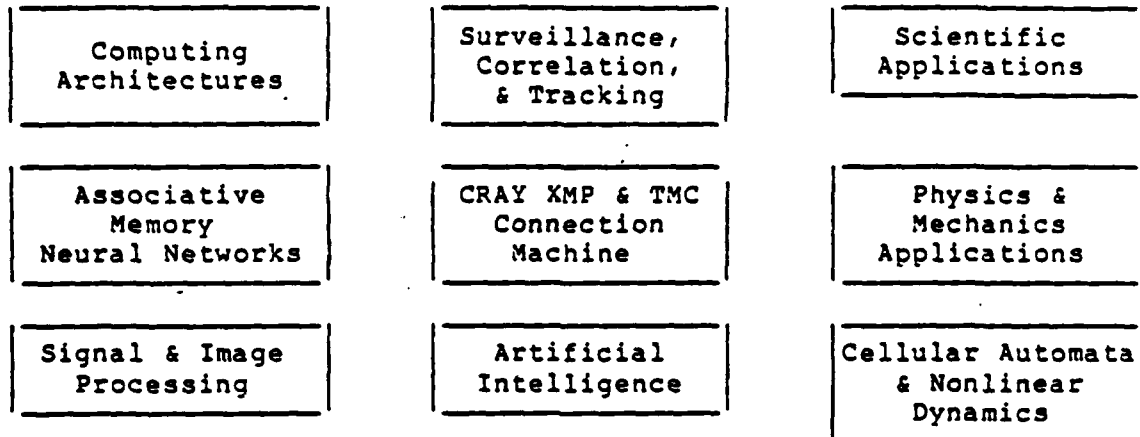 Computing
Architectures
Surveillance,
Correlation,
& Tracking
Scientific
Applications
Associative
Memory
Neural Networks
CRAY XMP & TMC
Connection
Machine
Physics &
Mechanics
Applications
Signal & Image
Processing
Artificial
Intelligence
Cellular Automata
& Nonlinear
Dynamics